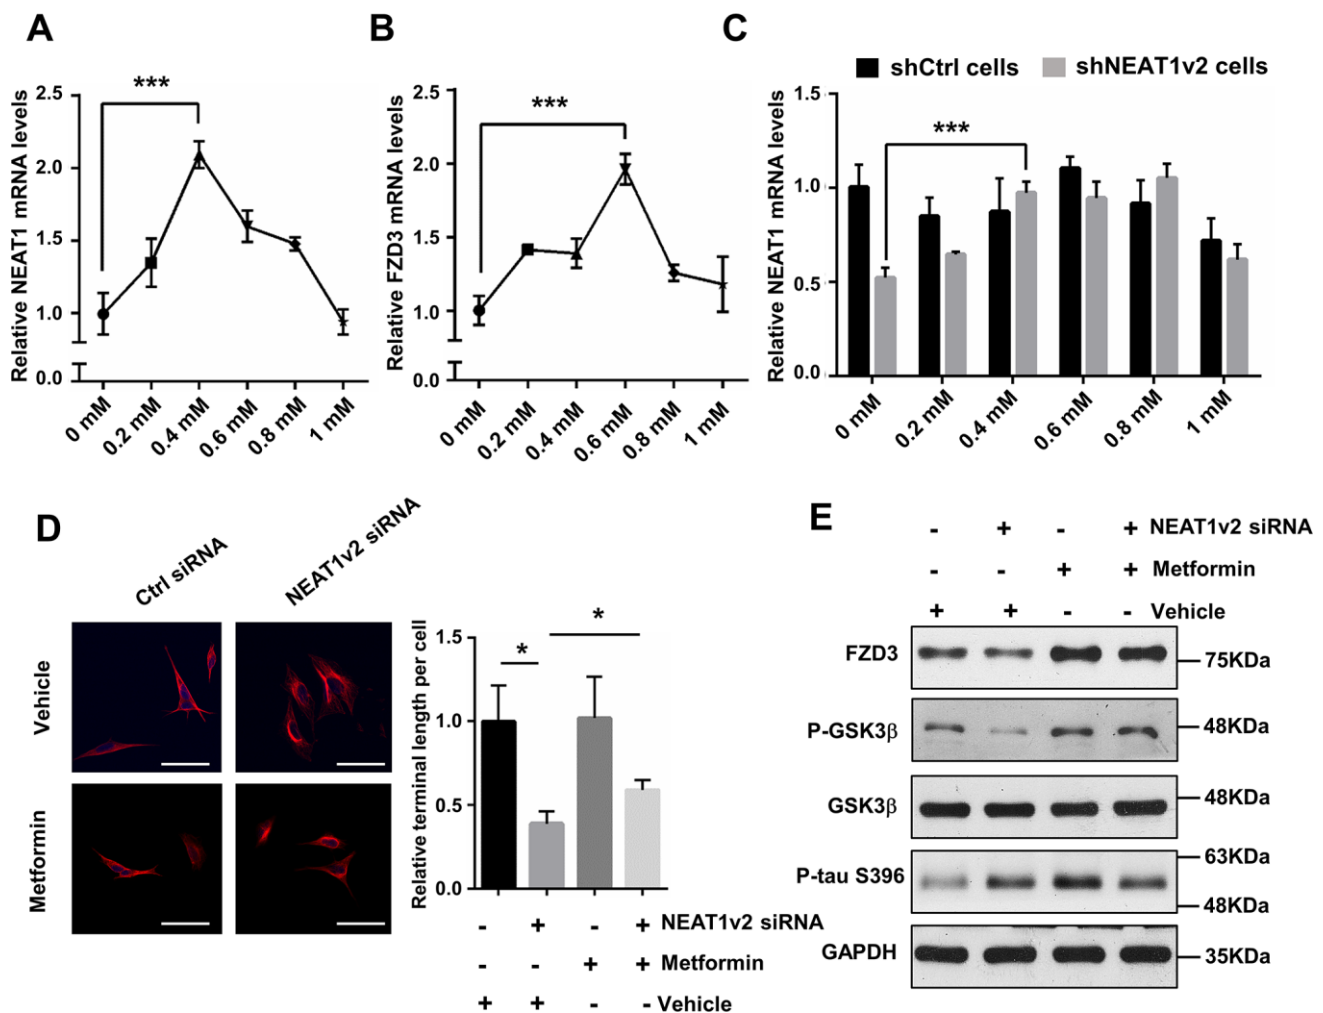 A
Relative NEAT1 mRNA levels
2.5
2.0
1.5
1.0
0.0
***
0 mM
0.2 mM
0.4 mM
0.6 mM
0.8 mM
1 mM
B
Relative FZD3 mRNA levels
2.5
2.0
1.5
1.0
0.0
***
0 mM
0.2 mM
0.4 mM
0.6 mM
0.8 mM
1 mM
C
shCtrl cells
shNEAT1v2 cells
Relative NEAT1 mRNA levels
1.5
1.0
0.5
0.0
***
0 mM
0.2 mM
0.4 mM
0.6 mM
0.8 mM
1 mM
D
Ctrl siRNA
NEAT1v2 siRNA
Vehicle
Metformin
Relative terminal length per cell
1.5
1.0
0.5
0.0
*
*
- + - + NEAT1v2 siRNA
- - + + Metformin
+ + - - Vehicle
E
- + - + NEAT1v2 siRNA
- - + + Metformin
+ + - - Vehicle
FZD3
75KDa
P-GSK3β
48KDa
GSK3β
48KDa
P-tau S396
63KDa
48KDa
GAPDH
35KDa